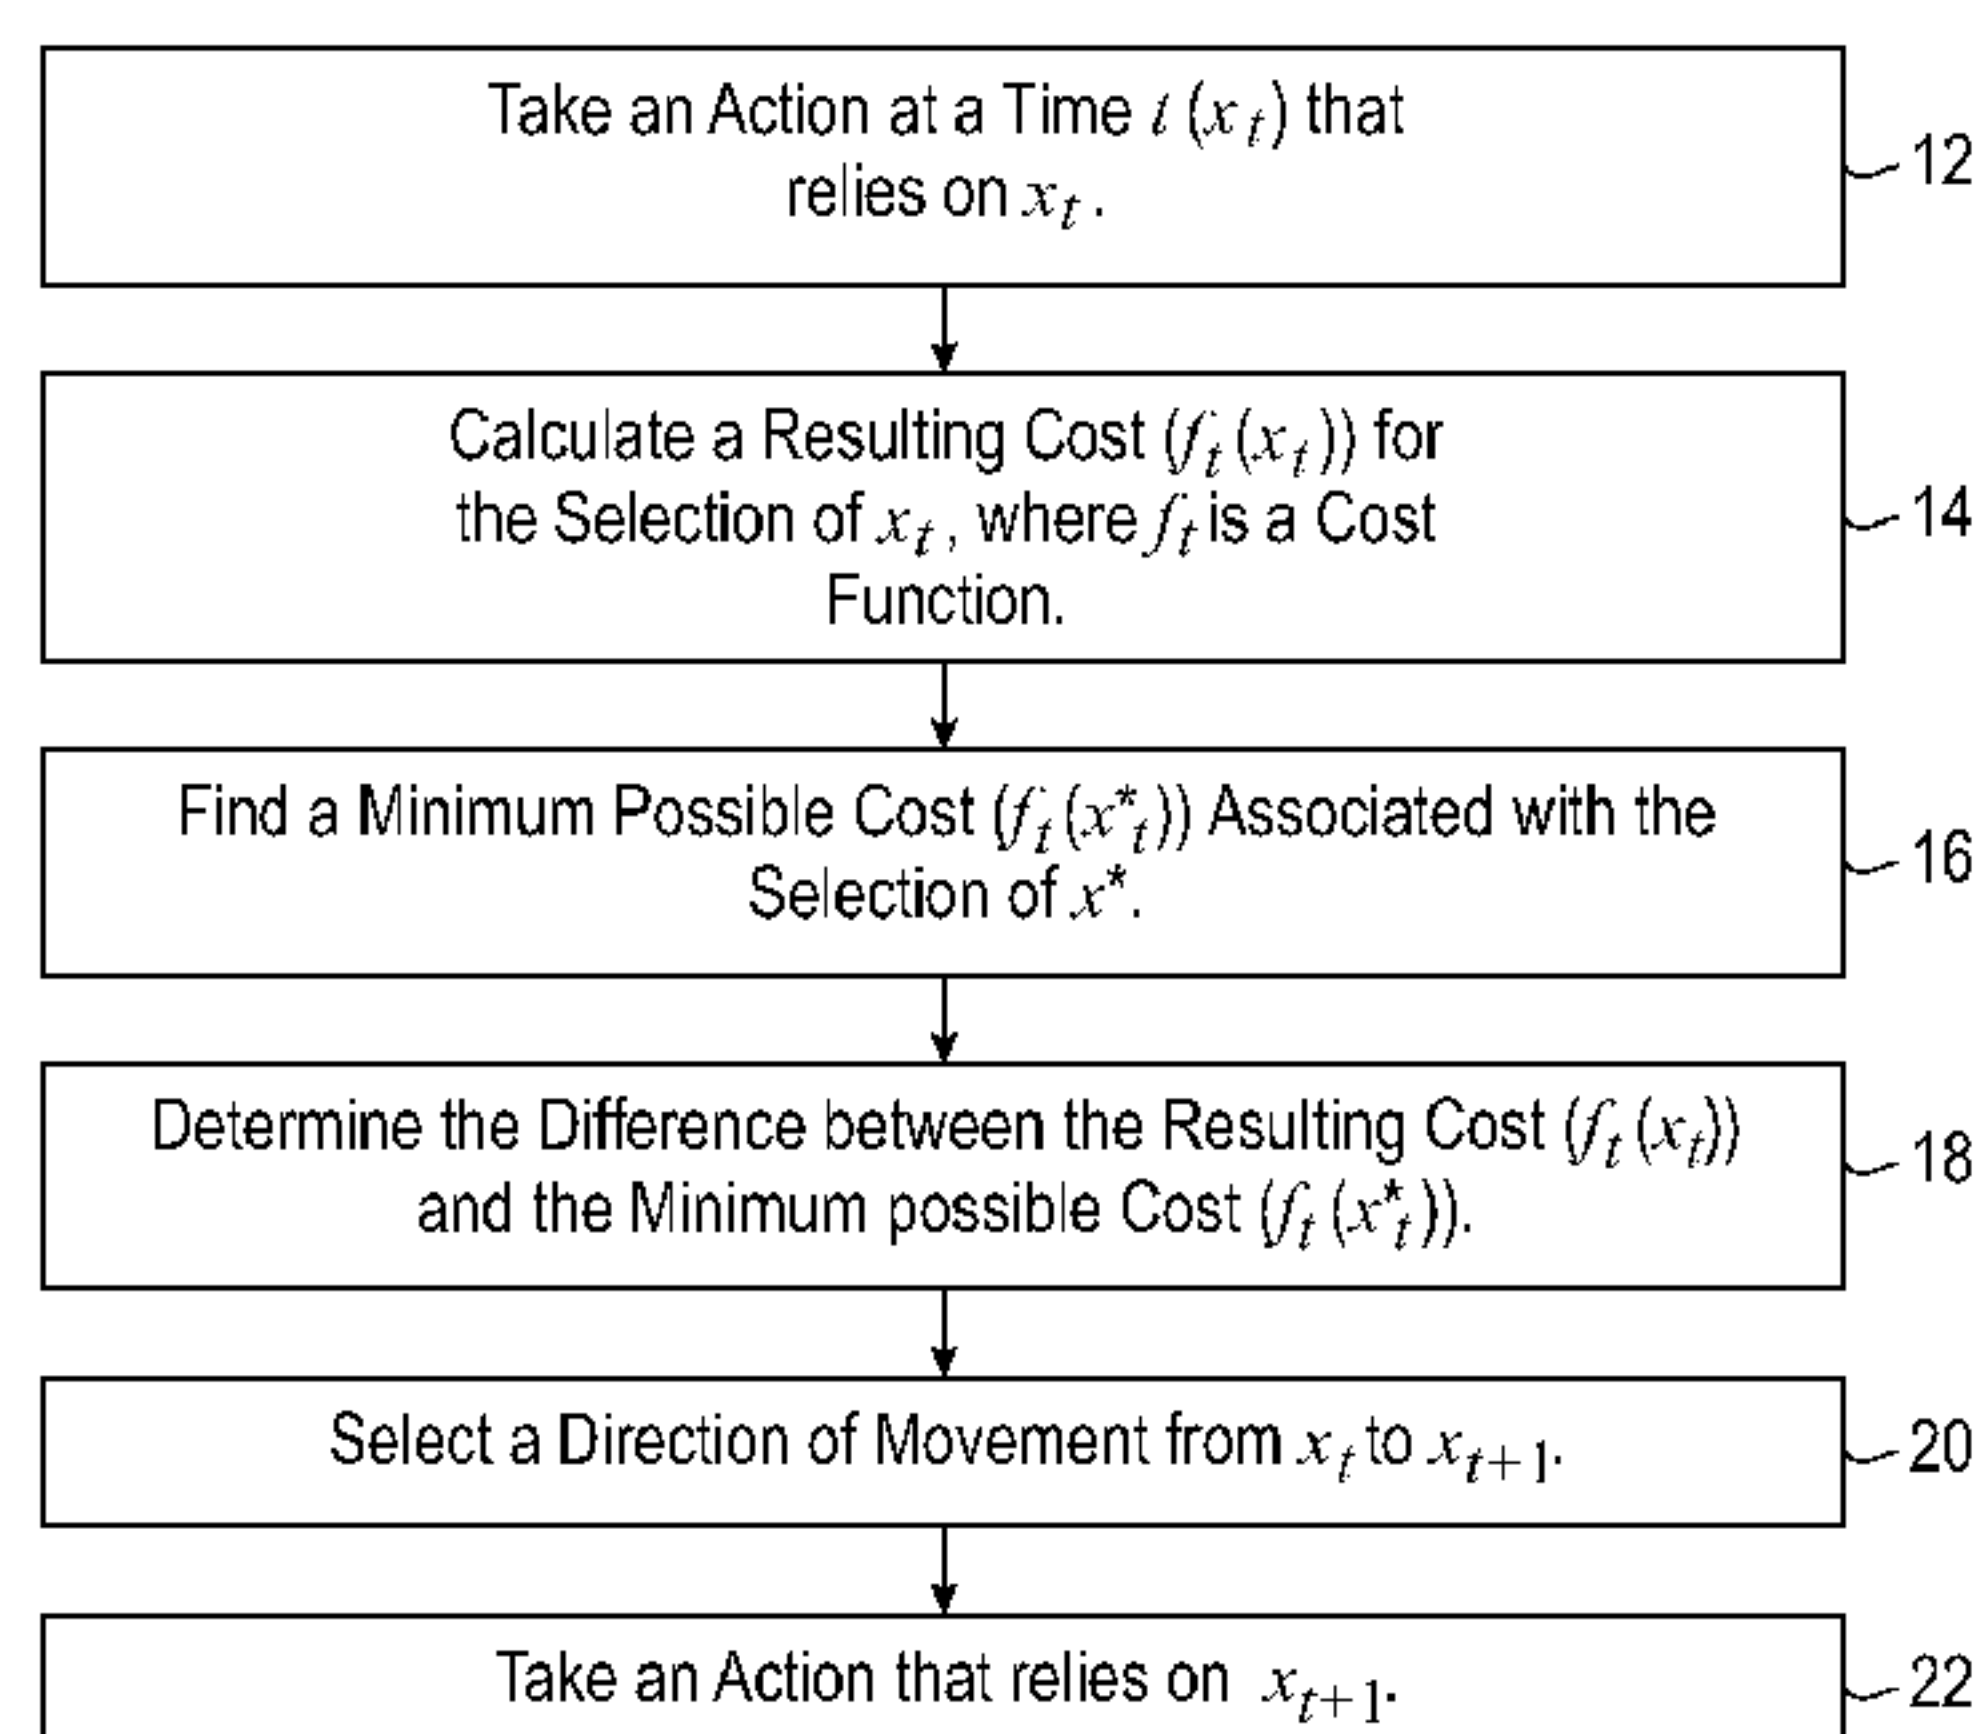 Take an Action at a Time t (x_t) that
relies on x_t.
12
Calculate a Resulting Cost (f_t(x_t)) for
the Selection of x_t, where f_t is a Cost
Function.
14
Find a Minimum Possible Cost (f_t(x*_t)) Associated with the
Selection of x*.
16
Determine the Difference between the Resulting Cost (f_t(x_t))
and the Minimum possible Cost (f_t(x*_t)).
18
Select a Direction of Movement from x_t to x_{t+1}.
20
Take an Action that relies on x_{t+1}.
22